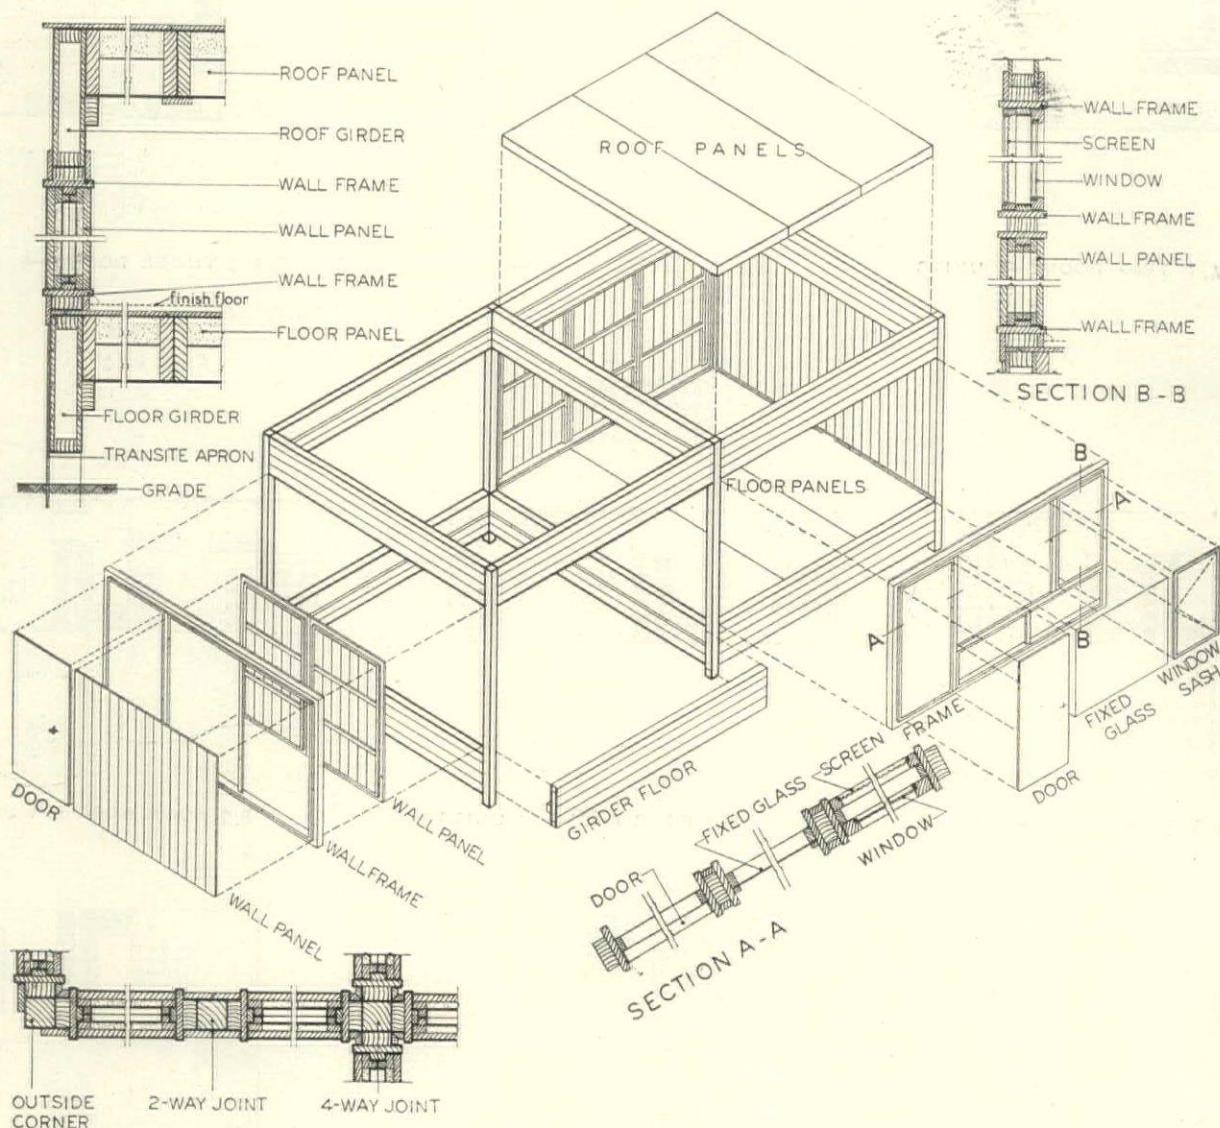 ROOF PANEL
ROOF GIRDER
WALL FRAME
WALL PANEL
WALL FRAME
finish floor
FLOOR PANEL
FLOOR GIRDER
TRANSITE APRON
GRADE
ROOF PANELS
WALL FRAME
SCREEN
WINDOW
WALL FRAME
WALL PANEL
WALL FRAME
SECTION B-B
FLOOR PANELS
B
A
A
B
WINDOW
SASH
FIXED
GLASS
DOOR
DOOR
WALL PANEL
WALL FRAME
WALL PANEL
GIRDER FLOOR
SCREEN FRAME
FIXED GLASS
WINDOW
DOOR
SECTION A-A
OUTSIDE
CORNER
2-WAY JOINT
4-WAY JOINT